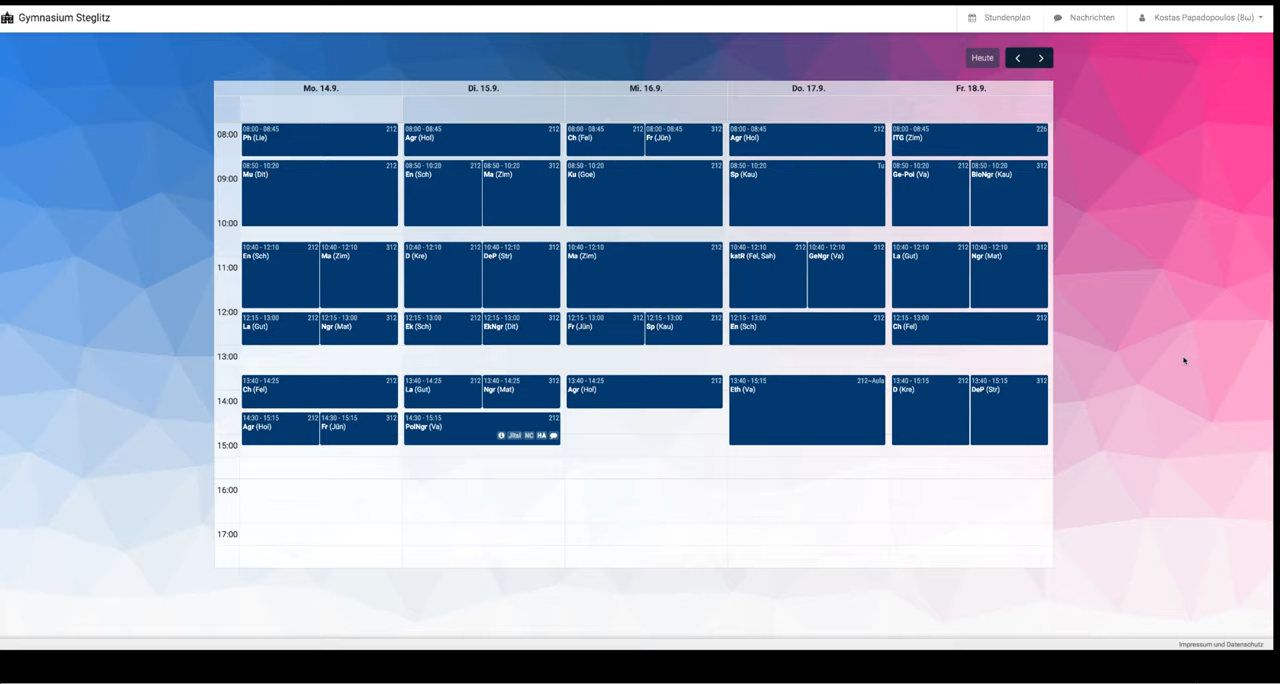 Gymnasium Steglitz
Stundenplan
Nachrichten
Kostas Papadopoulos (8ω)
Heute
Mo. 14.9. Di. 15.9. Mi. 16.9. Do. 17.9. Fr. 18.9.
08:00
09:00
10:00
11:00
12:00
13:00
14:00
15:00
16:00
17:00
08:00 - 08:45 212
Ph (Lie)
08:50 - 10:20 212
Mu (Dit)
10:40 - 12:10 212
En (Sch)
10:40 - 12:10 312
Ma (Zim)
12:15 - 13:00 212
La (Gut)
12:15 - 13:00 312
Ngr (Mat)
13:40 - 14:25 212
Ch (Fel)
14:30 - 15:15 212
Agr (Hol)
14:30 - 15:15 312
Fr (Jün)
08:00 - 08:45 212
Agr (Hol)
08:50 - 10:20 212
En (Sch)
08:50 - 10:20 312
Ma (Zim)
10:40 - 12:10 212
D (Kre)
10:40 - 12:10 312
DeP (Str)
12:15 - 13:00 212
Ek (Sch)
12:15 - 13:00 312
EkNgr (Dit)
13:40 - 14:25 212
La (Gut)
13:40 - 14:25 312
Ngr (Mat)
14:30 - 15:15 212
PolNgr (Va)
Jitsi NC HA
08:00 - 08:45 212
Ch (Fel)
08:00 - 08:45 312
Fr (Jün)
08:50 - 10:20 212
Ku (Goe)
10:40 - 12:10 212
Ma (Zim)
12:15 - 13:00 312
Fr (Jün)
12:15 - 13:00 212
Sp (Kau)
13:40 - 14:25 212
Agr (Hol)
08:00 - 08:45 212
Agr (Hol)
08:50 - 10:20 Tu
Sp (Kau)
10:40 - 12:10 212
katR (Fel, Sah)
10:40 - 12:10 312
GeNgr (Va)
12:15 - 13:00 212
En (Sch)
13:40 - 15:15 212–Aula
Eth (Va)
08:00 - 08:45 226
ITG (Zim)
08:50 - 10:20 212
Ge-Pol (Va)
08:50 - 10:20 312
BioNgr (Kau)
10:40 - 12:10 212
La (Gut)
10:40 - 12:10 312
Ngr (Mat)
12:15 - 13:00 212
Ch (Fel)
13:40 - 15:15 212
D (Kre)
13:40 - 15:15 312
DeP (Str)
Impressum und Datenschutz